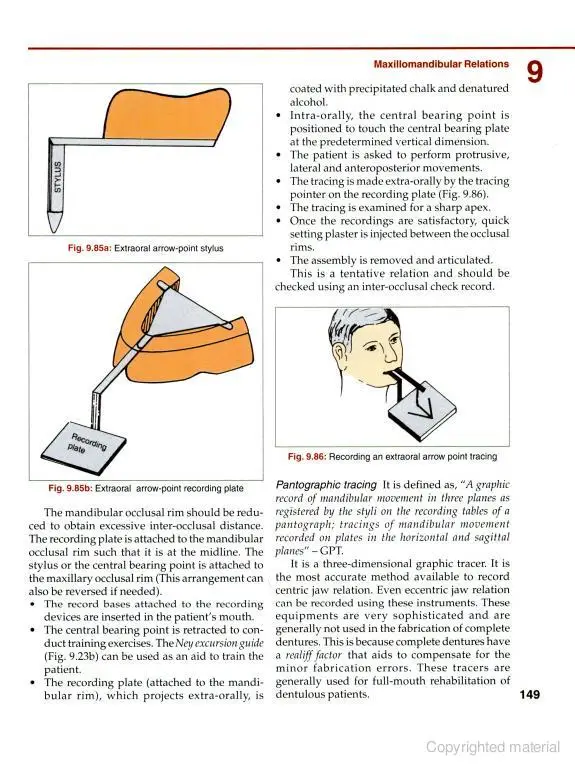 Maxillomandibular Relations
9
STYLUS
Fig. 9.85a: Extraoral arrow-point stylus
Recording
plate
Fig. 9.85b: Extraoral arrow-point recording plate
The mandibular occlusal rim should be redu-
ced to obtain excessive inter-occlusal distance.
The recording plate is attached to the mandibular
occlusal rim such that it is at the midline. The
stylus or the central bearing point is attached to
the maxillary occlusal rim (This arrangement can
also be reversed if needed).
• The record bases attached to the recording
devices are inserted in the patient's mouth.
• The central bearing point is retracted to con-
duct training exercises. The Ney excursion guide
(Fig. 9.23b) can be used as an aid to train the
patient.
• The recording plate (attached to the mandi-
bular rim), which projects extra-orally, is
coated with precipitated chalk and denatured
alcohol.
• Intra-orally, the central bearing point is
positioned to touch the central bearing plate
at the predetermined vertical dimension.
• The patient is asked to perform protrusive,
lateral and anteroposterior movements.
• The tracing is made extra-orally by the tracing
pointer on the recording plate (Fig. 9.86).
• The tracing is examined for a sharp apex.
• Once the recordings are satisfactory, quick
setting plaster is injected between the occlusal
rims.
• The assembly is removed and articulated.
This is a tentative relation and should be
checked using an inter-occlusal check record.
Fig. 9.86: Recording an extraoral arrow point tracing
Pantographic tracing It is defined as, "A graphic
record of mandibular movement in three planes as
registered by the styli on the recording tables of a
pantograph; tracings of mandibular movement
recorded on plates in the horizontal and sagittal
planes" – GPT.
It is a three-dimensional graphic tracer. It is
the most accurate method available to record
centric jaw relation. Even eccentric jaw relation
can be recorded using these instruments. These
equipments are very sophisticated and are
generally not used in the fabrication of complete
dentures. This is because complete dentures have
a realiff factor that aids to compensate for the
minor fabrication errors. These tracers are
generally used for full-mouth rehabilitation of
dentulous patients.
149
Copyrighted material